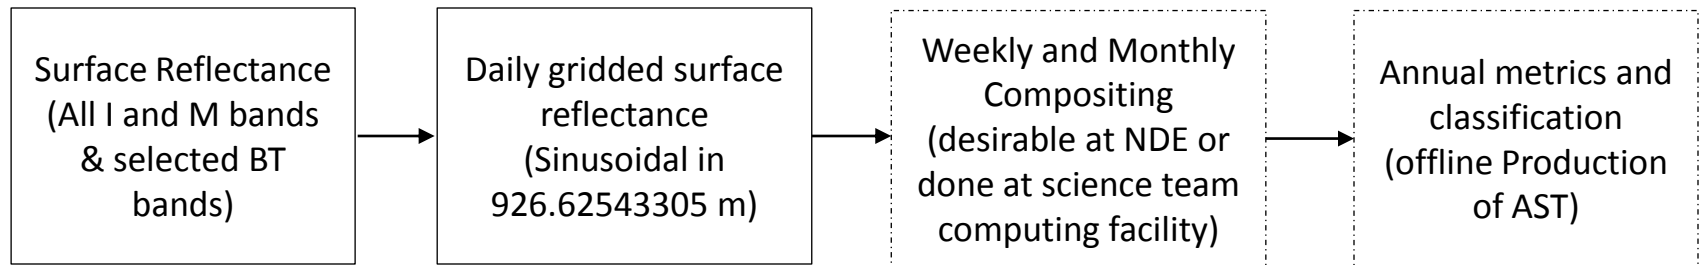 Surface Reflectance
(All I and M bands
& selected BT
bands)
Daily gridded surface
reflectance
(Sinusoidal in
926.62543305 m)
Weekly and Monthly
Compositing
(desirable at NDE or
done at science team
computing facility)
Annual metrics and
classification
(offline Production
of AST)